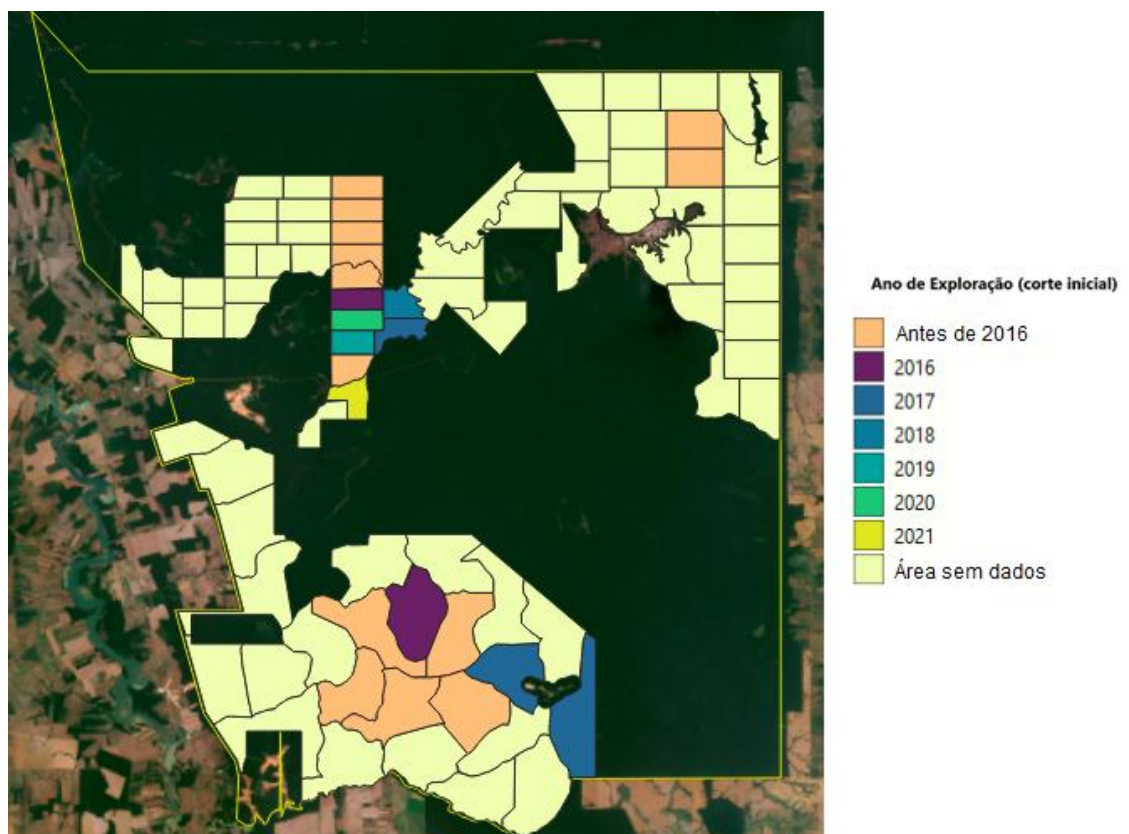 Ano de Exploração (corte inicial)
Antes de 2016
2016
2017
2018
2019
2020
2021
Área sem dados